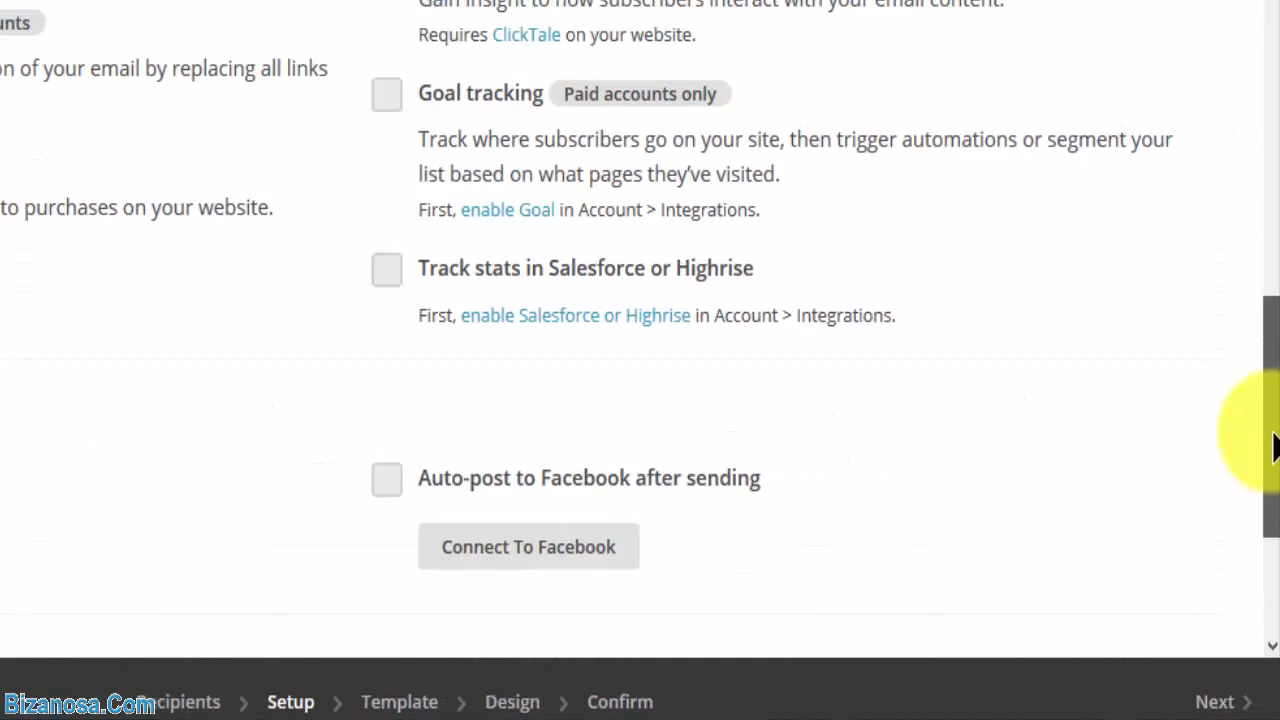 unts
Gain insight to how subscribers interact with your email content.
Requires ClickTale on your website.
on of your email by replacing all links
Goal tracking Paid accounts only
Track where subscribers go on your site, then trigger automations or segment your
list based on what pages they've visited.
to purchases on your website.
First, enable Goal in Account > Integrations.
Track stats in Salesforce or Highrise
First, enable Salesforce or Highrise in Account > Integrations.
Auto-post to Facebook after sending
Connect To Facebook
Bizanosa.Com
Recipients > Setup > Template > Design > Confirm
Next >